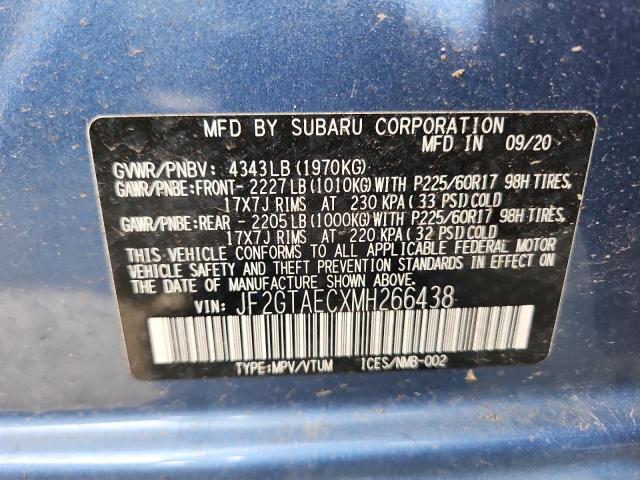 MFD BY SUBARU CORPORATION
MFD IN 09/20
GVWR/PNBV: 4343LB (1970KG)
GAWR/PNBE:FRONT- 2227LB (1010KG)WITH P225/60R17 98H TIRES,
17X7J RIMS AT 230 KPA(33 PSI)COLD
GAWR/PNBE:REAR - 2205LB (1000KG)WITH P225/60R17 98H TIRES,
17X7J RIMS AT 220 KPA(32 PSI)COLD
THIS VEHICLE CONFORMS TO ALL APPLICABLE FEDERAL MOTOR
VEHICLE SAFETY AND THEFT PREVENTION STANDARDS IN EFFECT ON
THE DATE OF MANUFACTURE SHOWN ABOVE.
VIN: JF2GTAECXMH266438
TYPE:MPV/VTUM ICES/NMB-002